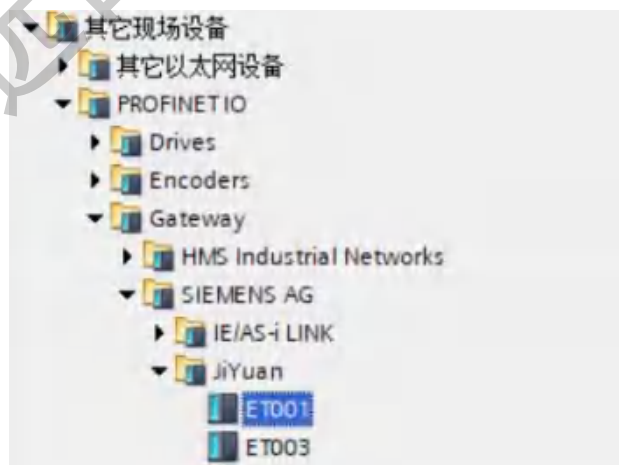 其它现场设备
其它以太网设备
PROFINET IO
Drives
Encoders
Gateway
HMS Industrial Networks
SIEMENS AG
IE/AS-i LINK
JiYuan
ET001
ET003